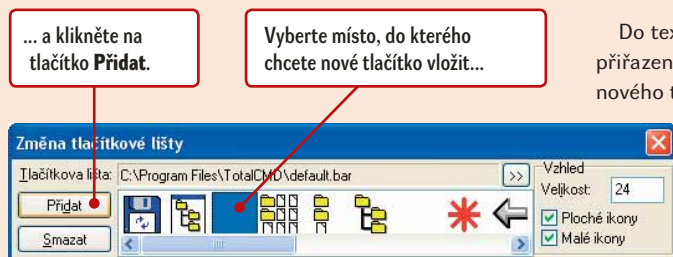 ... a klikněte na
tlačítko Přidat.
Vyberte místo, do kterého
chcete nové tlačítko vložit...
Do tex
přiřazen
nového t
Změna tlačítkové lišty
Tlačítkova lišta: C:\Program Files\TotalCMD\default.bar >>
Vzhled
Velikost: 24
Přidat
Ploché ikony
Smazat
Malé ikony